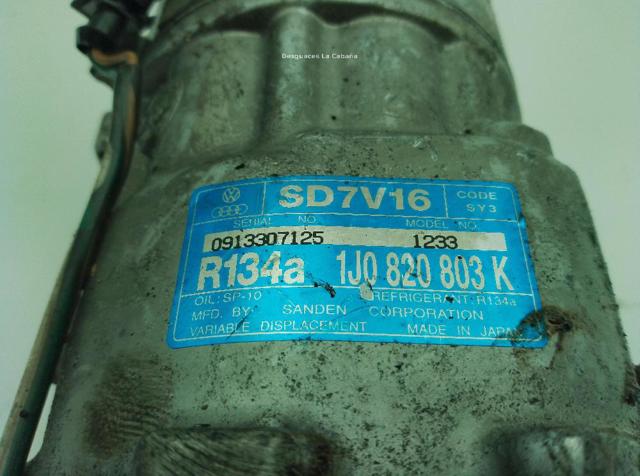 Desguaces La Cabaña
SD7V16
CODE
SY3
SERIAL NO.
MODEL NO.
0913307125
1233
R134a 1J0 820 803 K
OIL: SP-10
REFRIGERANT: R134a
MFD. BY: SANDEN CORPORATION
VARIABLE DISPLACEMENT MADE IN JAPAN